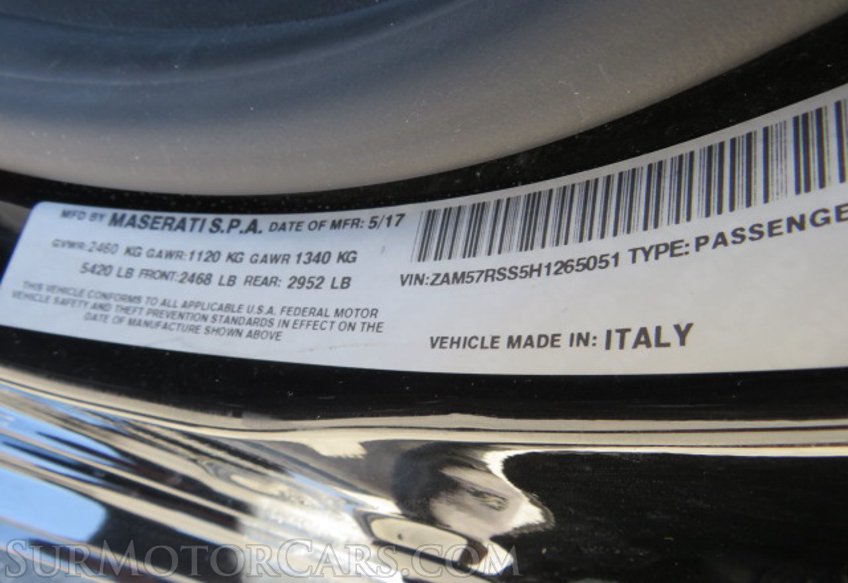 MFD BY MASERATI S.P.A. DATE OF MFR: 5/17
GVWR:2460 KG GAWR:1120 KG GAWR 1340 KG
5420 LB FRONT:2468 LB REAR: 2952 LB
THIS VEHICLE CONFORMS TO ALL APPLICABLE U.S.A. FEDERAL MOTOR
VEHICLE SAFETY AND THEFT PREVENTION STANDARDS IN EFFECT ON THE
DATE OF MANUFACTURE SHOWN ABOVE
VIN:ZAM57RSS5H1265051 TYPE: PASSENGE
VEHICLE MADE IN: ITALY
SURMOTORCARS.COM